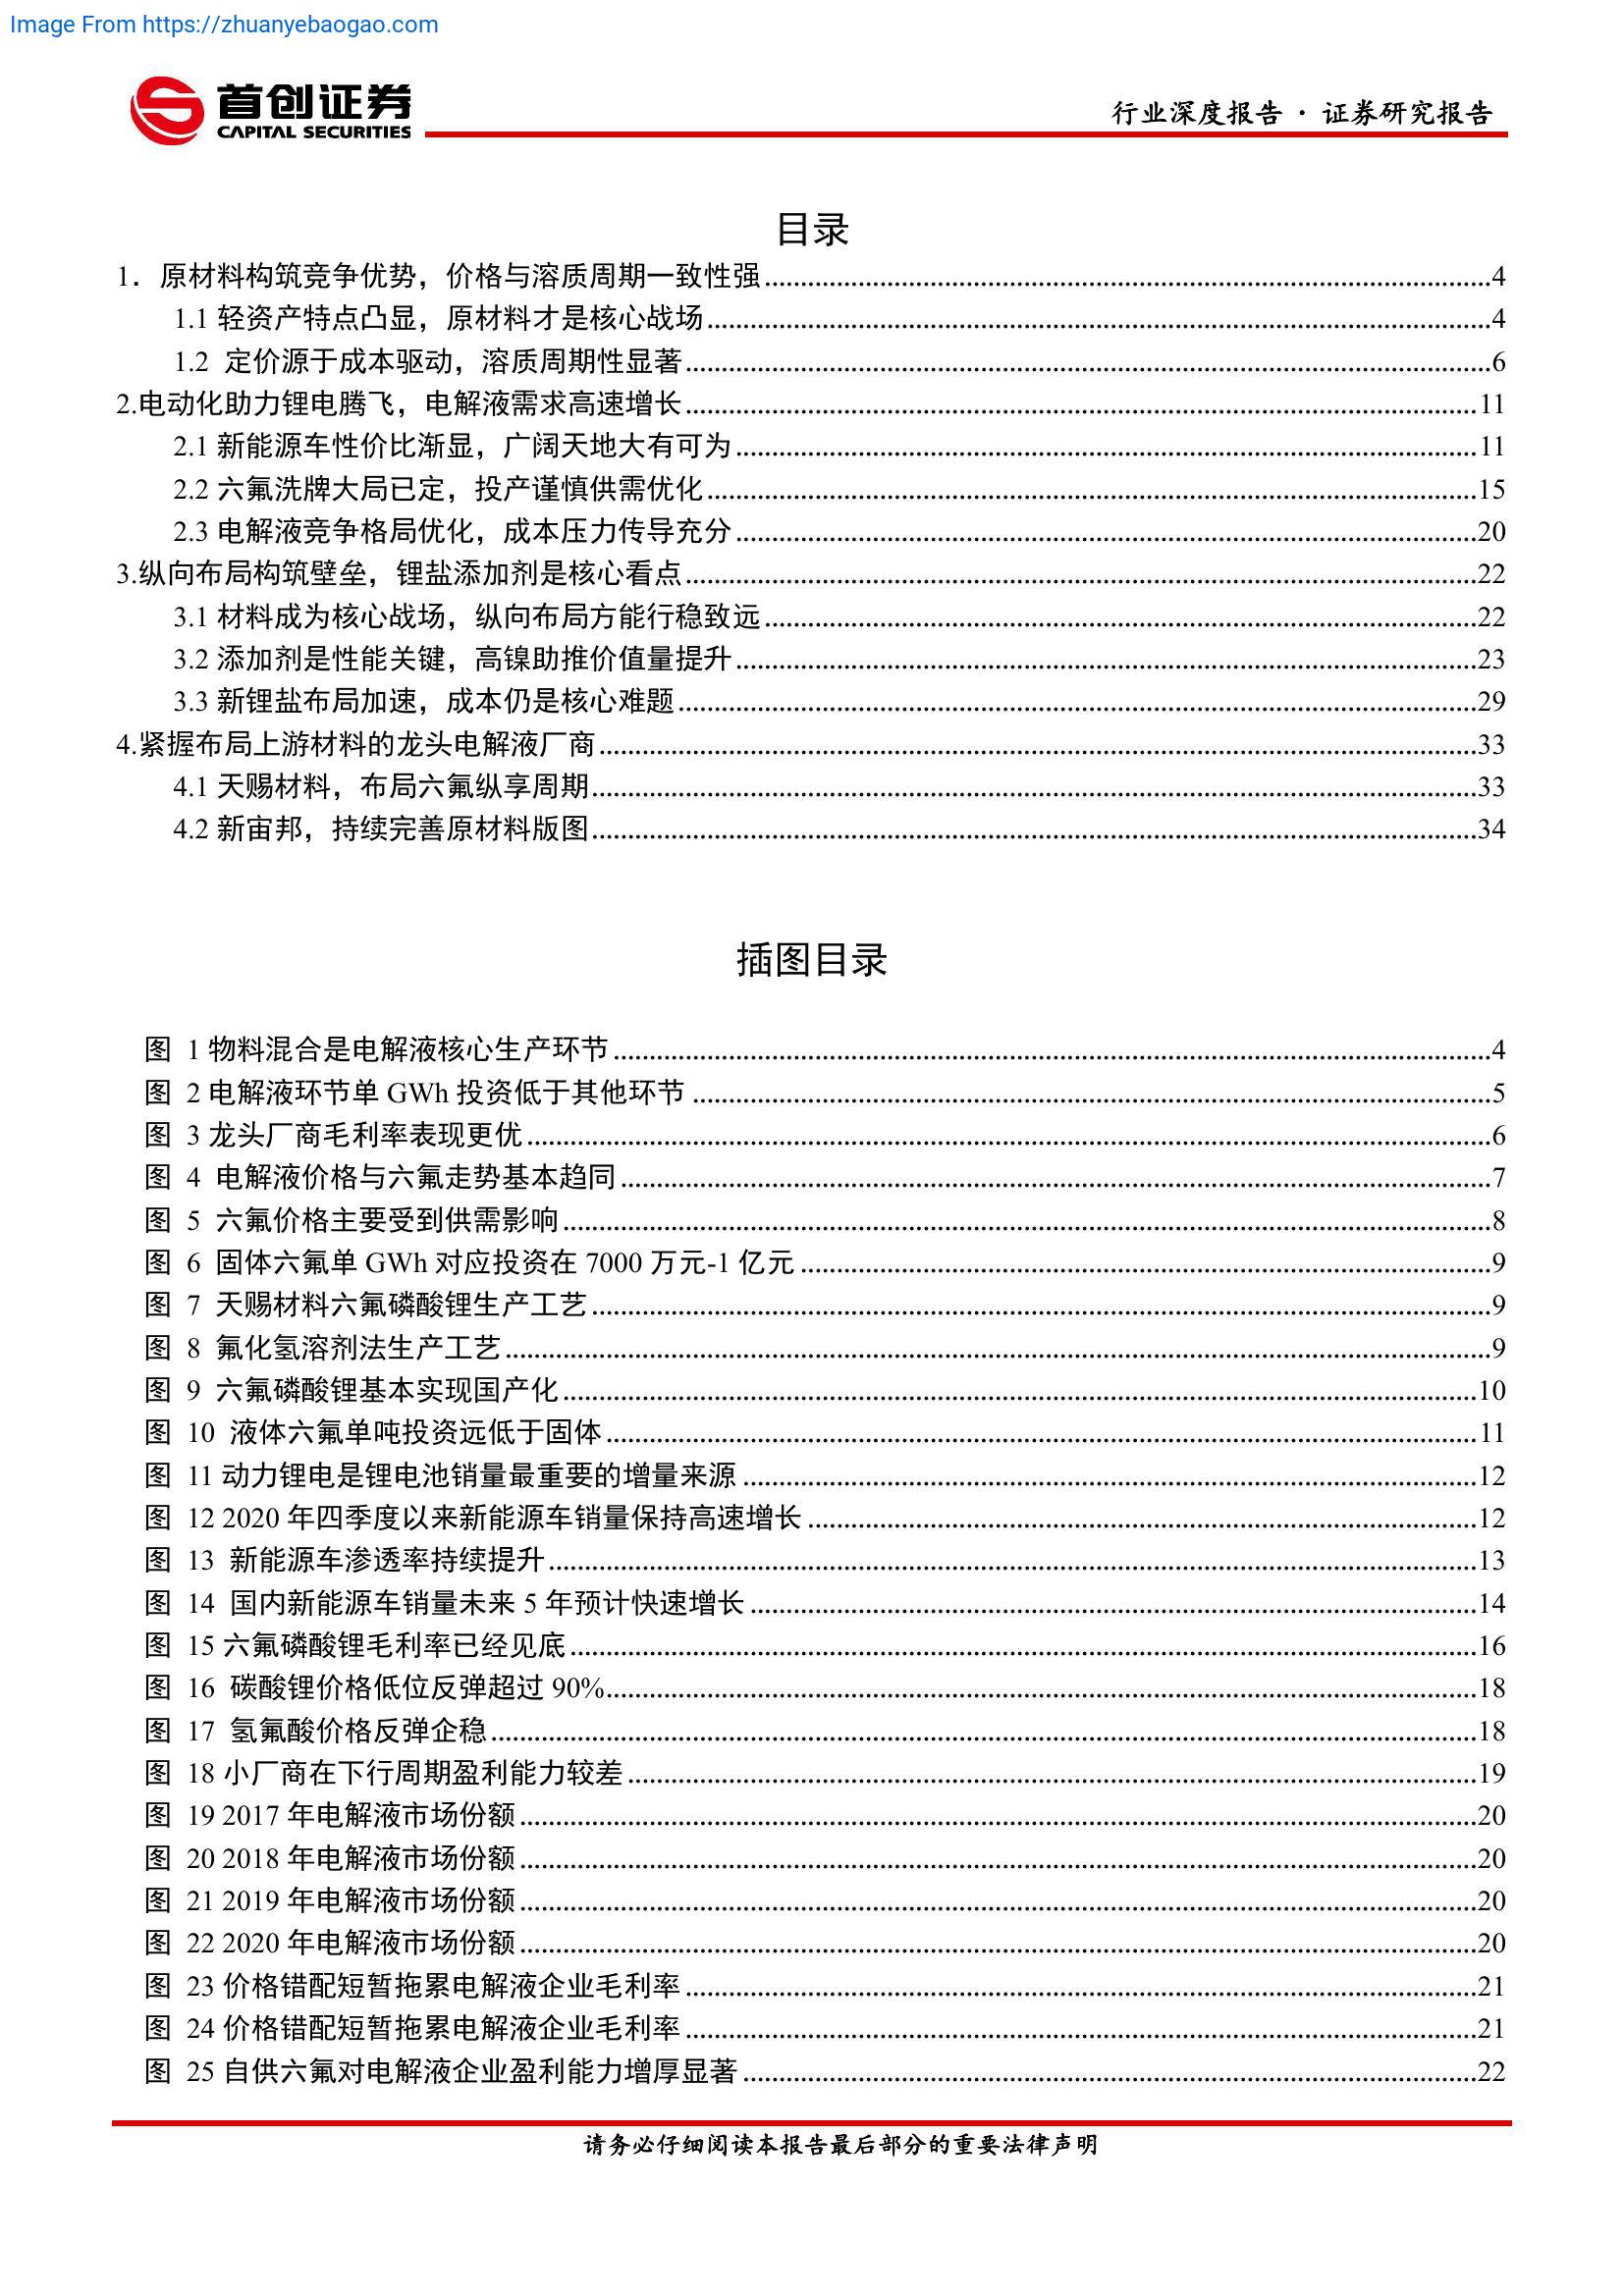 Image From https://zhuanyebaogao.com
首创证券
CAPITAL SECURITIES
行业深度报告 · 证券研究报告
目录
1．原材料构筑竞争优势，价格与溶质周期一致性强 4
1.1 轻资产特点凸显，原材料才是核心战场 4
1.2 定价源于成本驱动，溶质周期性显著 6
2.电动化助力锂电腾飞，电解液需求高速增长 11
2.1 新能源车性价比渐显，广阔天地大有可为 11
2.2 六氟洗牌大局已定，投产谨慎供需优化 15
2.3 电解液竞争格局优化，成本压力传导充分 20
3.纵向布局构筑壁垒，锂盐添加剂是核心看点 22
3.1 材料成为核心战场，纵向布局方能行稳致远 22
3.2 添加剂是性能关键，高镍助推价值量提升 23
3.3 新锂盐布局加速，成本仍是核心难题 29
4.紧握布局上游材料的龙头电解液厂商 33
4.1 天赐材料，布局六氟纵享周期 33
4.2 新宙邦，持续完善原材料版图 34
插图目录
图 1 物料混合是电解液核心生产环节 4
图 2 电解液环节单 GWh 投资低于其他环节 5
图 3 龙头厂商毛利率表现更优 6
图 4 电解液价格与六氟走势基本趋同 7
图 5 六氟价格主要受到供需影响 8
图 6 固体六氟单 GWh 对应投资在 7000 万元-1 亿元 9
图 7 天赐材料六氟磷酸锂生产工艺 9
图 8 氟化氢溶剂法生产工艺 9
图 9 六氟磷酸锂基本实现国产化 10
图 10 液体六氟单吨投资远低于固体 11
图 11 动力锂电是锂电池销量最重要的增量来源 12
图 12 2020 年四季度以来新能源车销量保持高速增长 12
图 13 新能源车渗透率持续提升 13
图 14 国内新能源车销量未来 5 年预计快速增长 14
图 15 六氟磷酸锂毛利率已经见底 16
图 16 碳酸锂价格低位反弹超过 90% 18
图 17 氢氟酸价格反弹企稳 18
图 18 小厂商在下行周期盈利能力较差 19
图 19 2017 年电解液市场份额 20
图 20 2018 年电解液市场份额 20
图 21 2019 年电解液市场份额 20
图 22 2020 年电解液市场份额 20
图 23 价格错配短暂拖累电解液企业毛利率 21
图 24 价格错配短暂拖累电解液企业毛利率 21
图 25 自供六氟对电解液企业盈利能力增厚显著 22
请务必仔细阅读本报告最后部分的重要法律声明